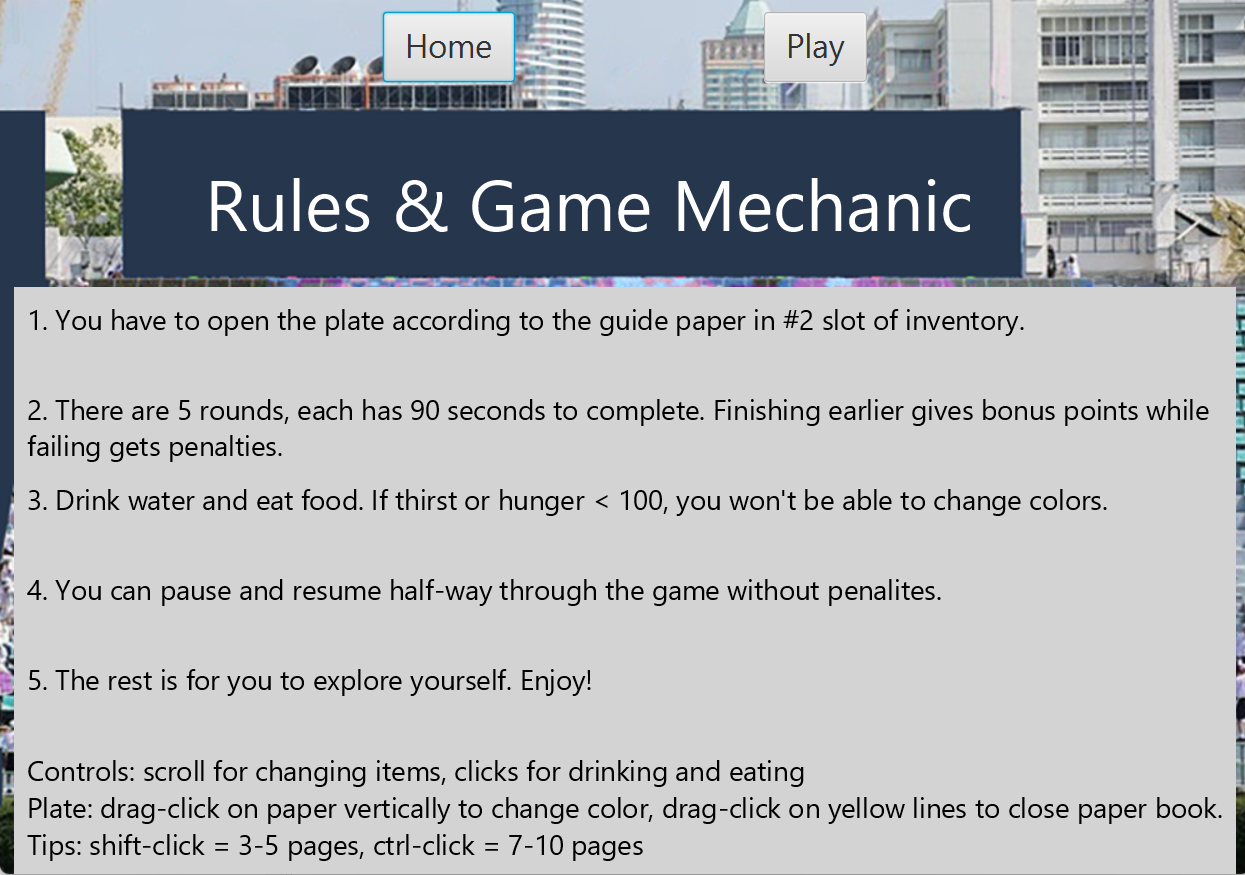 Home
Play
Rules & Game Mechanic
1. You have to open the plate according to the guide paper in #2 slot of inventory.
2. There are 5 rounds, each has 90 seconds to complete. Finishing earlier gives bonus points while
failing gets penalties.
3. Drink water and eat food. If thirst or hunger < 100, you won't be able to change colors.
4. You can pause and resume half-way through the game without penalites.
5. The rest is for you to explore yourself. Enjoy!
Controls: scroll for changing items, clicks for drinking and eating
Plate: drag-click on paper vertically to change color, drag-click on yellow lines to close paper book.
Tips: shift-click = 3-5 pages, ctrl-click = 7-10 pages